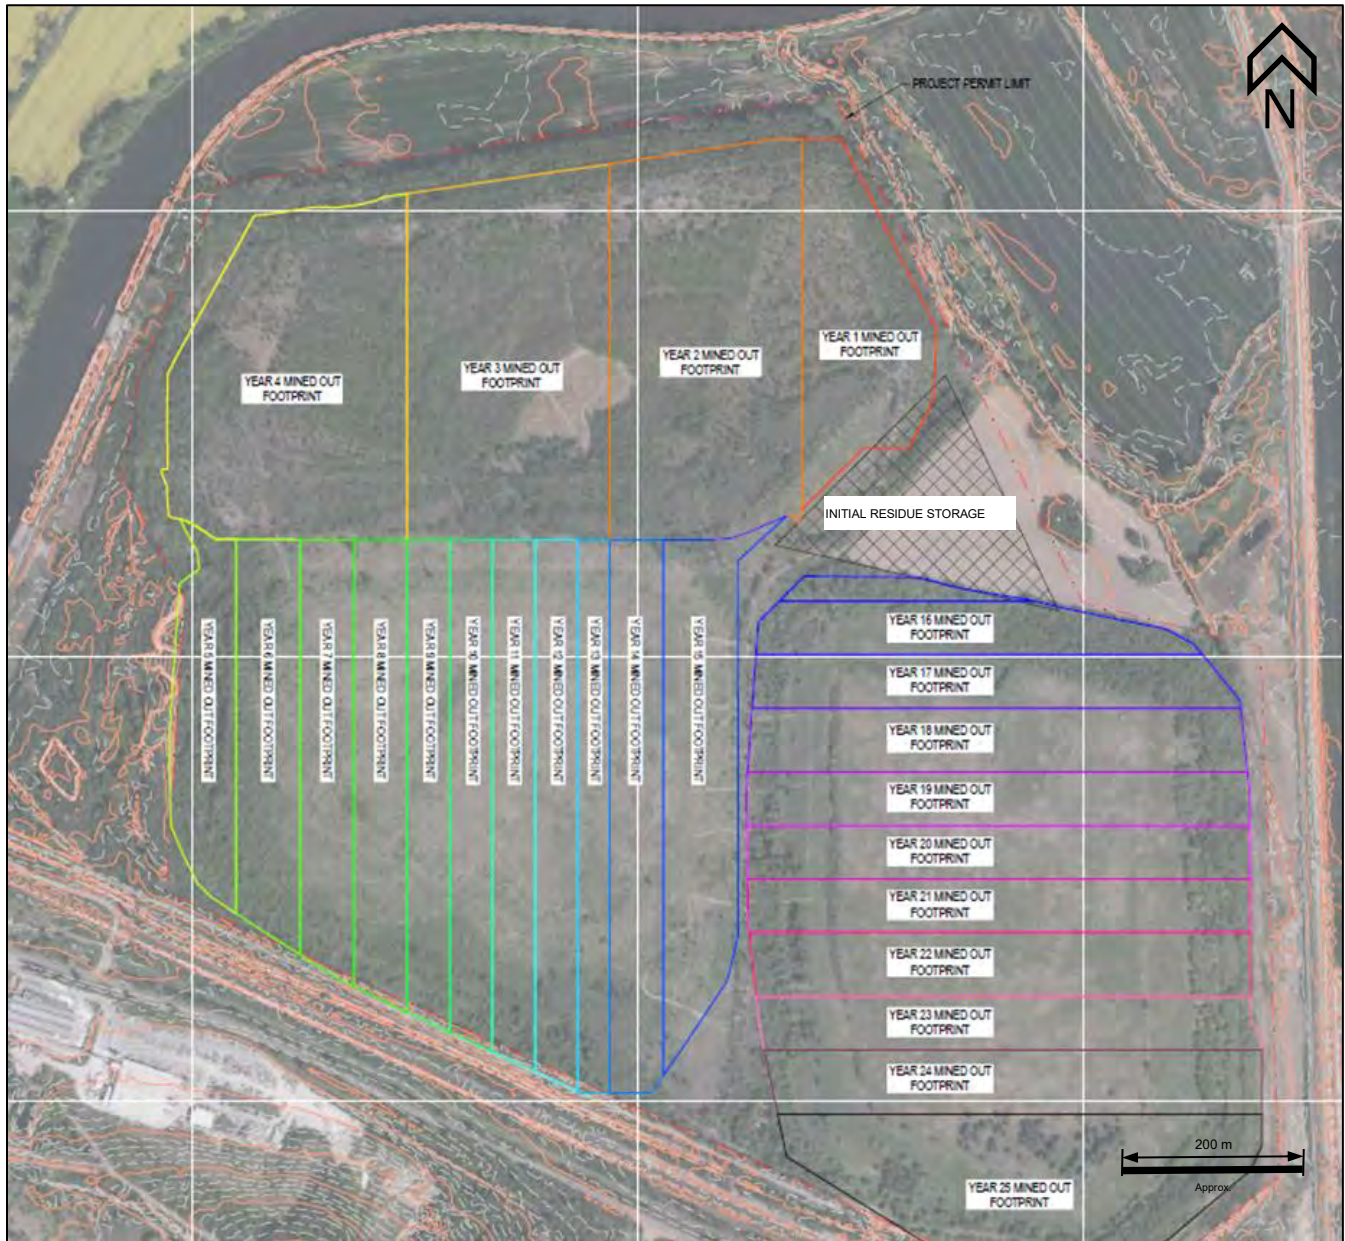 PROJECT PERMIT LIMIT
N
YEAR 1 MINED OUT
FOOTPRINT
YEAR 2 MINED OUT
FOOTPRINT
YEAR 3 MINED OUT
FOOTPRINT
YEAR 4 MINED OUT
FOOTPRINT
INITIAL RESIDUE STORAGE
YEAR 5 MINED OUT FOOTPRINT
YEAR 6 MINED OUT FOOTPRINT
YEAR 7 MINED OUT FOOTPRINT
YEAR 8 MINED OUT FOOTPRINT
YEAR 9 MINED OUT FOOTPRINT
YEAR 10 MINED OUT FOOTPRINT
YEAR 11 MINED OUT FOOTPRINT
YEAR 12 MINED OUT FOOTPRINT
YEAR 13 MINED OUT FOOTPRINT
YEAR 14 MINED OUT FOOTPRINT
YEAR 15 MINED OUT FOOTPRINT
YEAR 16 MINED OUT
FOOTPRINT
YEAR 17 MINED OUT
FOOTPRINT
YEAR 18 MINED OUT
FOOTPRINT
YEAR 19 MINED OUT
FOOTPRINT
YEAR 20 MINED OUT
FOOTPRINT
YEAR 21 MINED OUT
FOOTPRINT
YEAR 22 MINED OUT
FOOTPRINT
YEAR 23 MINED OUT
FOOTPRINT
YEAR 24 MINED OUT
FOOTPRINT
YEAR 25 MINED OUT
FOOTPRINT
200 m
Approx.